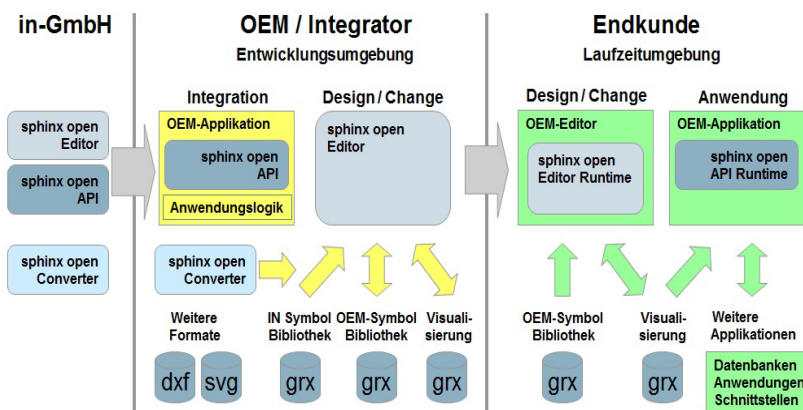 in-GmbH
OEM / Integrator
Entwicklungsumgebung
Endkunde
Laufzeitumgebung
sphinx open
Editor
sphinx open
API
sphinx open
Converter
Integration
Design / Change
OEM-Applikation
sphinx open
API
Anwendungslogik
sphinx open
Editor
Design / Change
Anwendung
OEM-Editor
sphinx open
Editor Runtime
OEM-Applikation
sphinx open
API Runtime
sphinx open
Converter
Weitere
Formate
IN Symbol
Bibliothek
OEM-Symbol
Bibliothek
Visuali-
sierung
dxf
svg
grx
grx
grx
OEM-Symbol
Bibliothek
Visuali-
sierung
Weitere
Applikationen
grx
grx
Datenbanken
Anwendungen
Schnittstellen